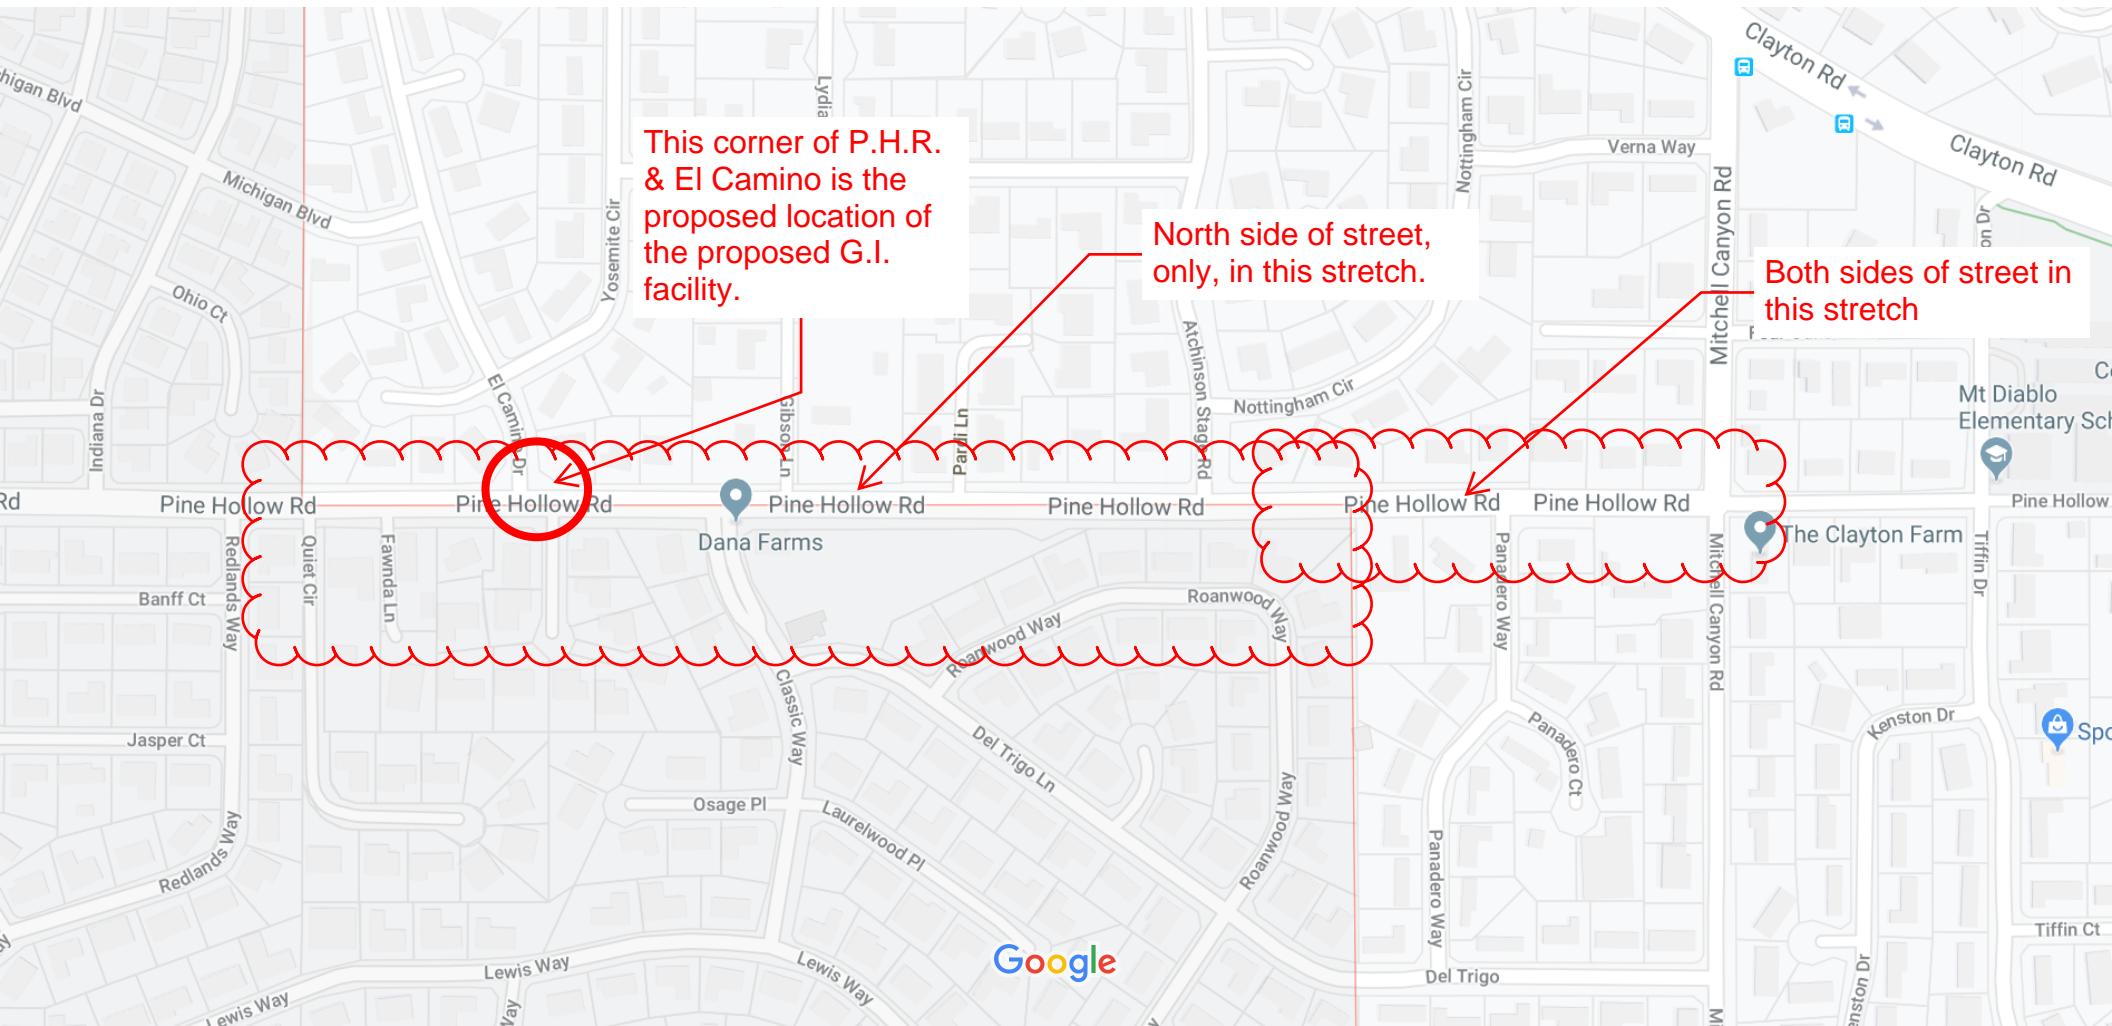 Clayton Rd
higan Blvd
Lydia
Nottingham Cir
This corner of P.H.R.
& El Camino is the
proposed location of
the proposed G.I.
facility.
Verna Way
Clayton Rd
Michigan Blvd
Mitchell Canyon Rd
Nottingham Cir
Yosemite Cir
North side of street,
only, in this stretch.
on Dr
Both sides of street in
this stretch
Ohio Ct
Atchinson Stage Rd
El Camino Dr
Indiana Dr
Gibson Ln
Pardi Ln
Mt Diablo
Elementary Sch
Rd
Pine Hollow Rd
Pine Hollow Rd
Pine Hollow Rd
Pine Hollow Rd
Pine Hollow Rd
Pine Hollow Rd
Pine Hollow
Dana Farms
The Clayton Farm
Redlands Way
Quiet Cir
Fawnda Ln
Banff Ct
Roanwood Way
Roanwood Way
Panadero Way
Mitchell Canyon Rd
Tiffin Dr
Classic Way
Jasper Ct
Del Trigo Ln
Panadero Ct
Kenston Dr
Spo
Osage Pl
Laurelwood Pl
Roanwood Way
Redlands Way
Panadero Way
Tiffin Ct
Lewis Way
Lewis Way
Google
Del Trigo
enston Dr
Lewis Way
Way